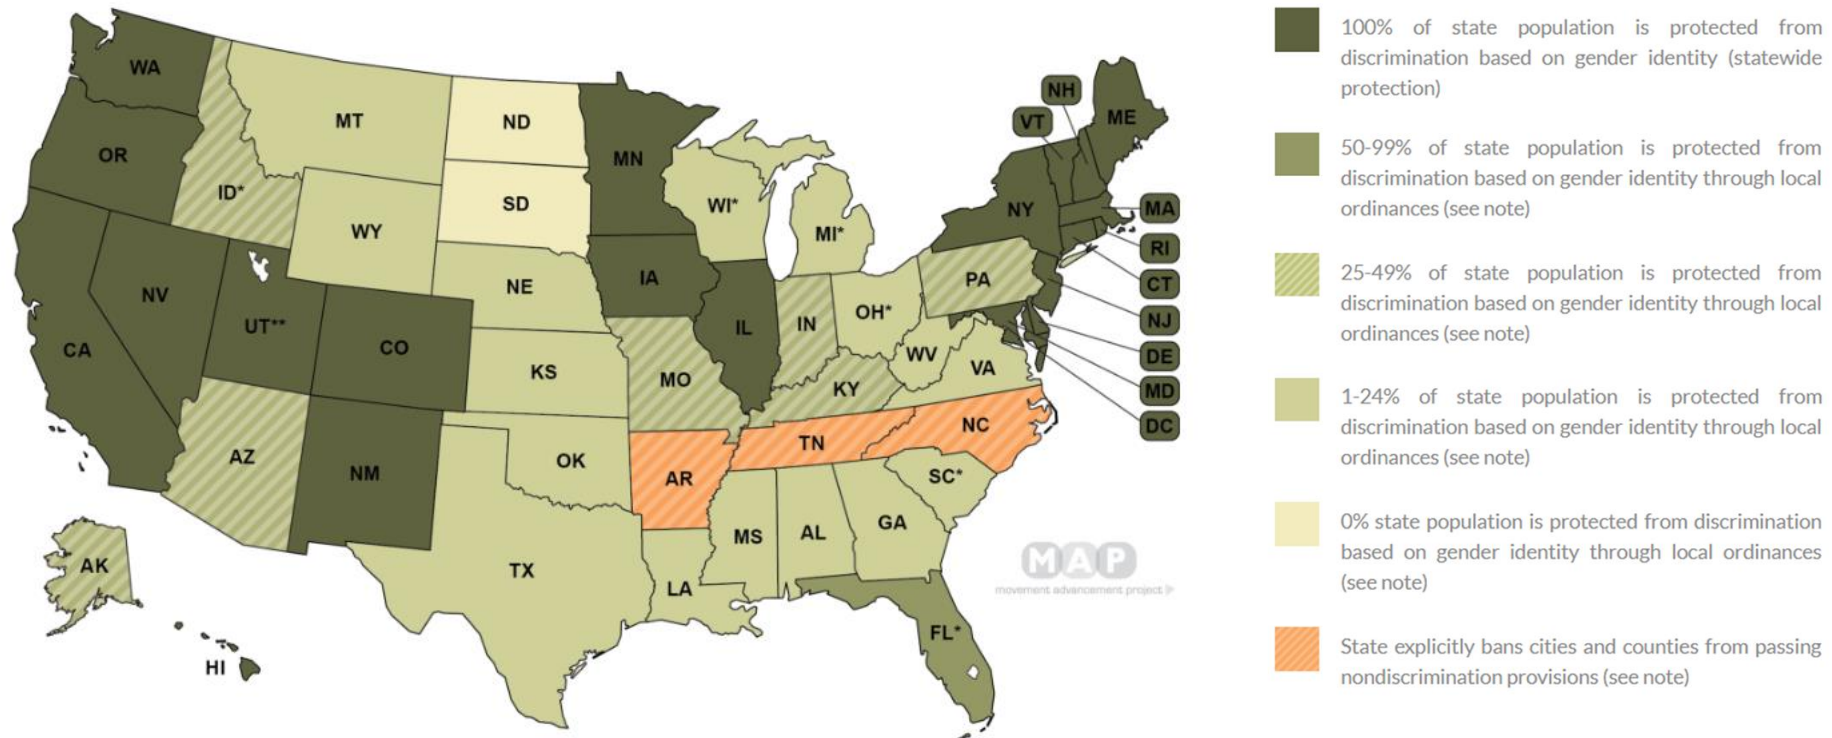 WA
OR
CA
NV
ID*
MT
WY
UT**
CO
AZ
NM
ND
SD
NE
KS
OK
TX
MN
IA
MO
AR
LA
WI*
IL
MI*
IN
OH*
KY
TN
MS
AL
GA
FL*
SC*
NC
VA
WV
PA
NY
VT
NH
ME
MA
RI
CT
NJ
DE
MD
DC
AK
HI
MAP
movement advancement project
100% of state population is protected from
discrimination based on gender identity (statewide
protection)
50-99% of state population is protected from
discrimination based on gender identity through local
ordinances (see note)
25-49% of state population is protected from
discrimination based on gender identity through local
ordinances (see note)
1-24% of state population is protected from
discrimination based on gender identity through local
ordinances (see note)
0% state population is protected from discrimination
based on gender identity through local ordinances
(see note)
State explicitly bans cities and counties from passing
nondiscrimination provisions (see note)